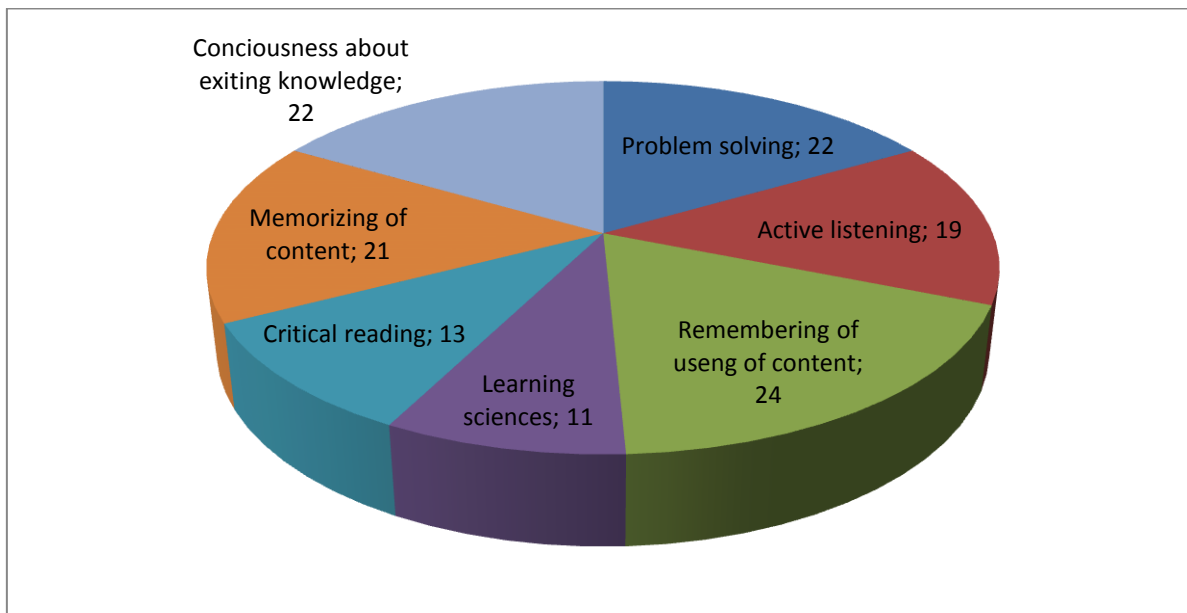 Conciousness about
exiting knowledge;
22
Problem solving; 22
Active listening; 19
Remembering of
useng of content;
24
Learning
sciences; 11
Critical reading; 13
Memorizing of
content; 21